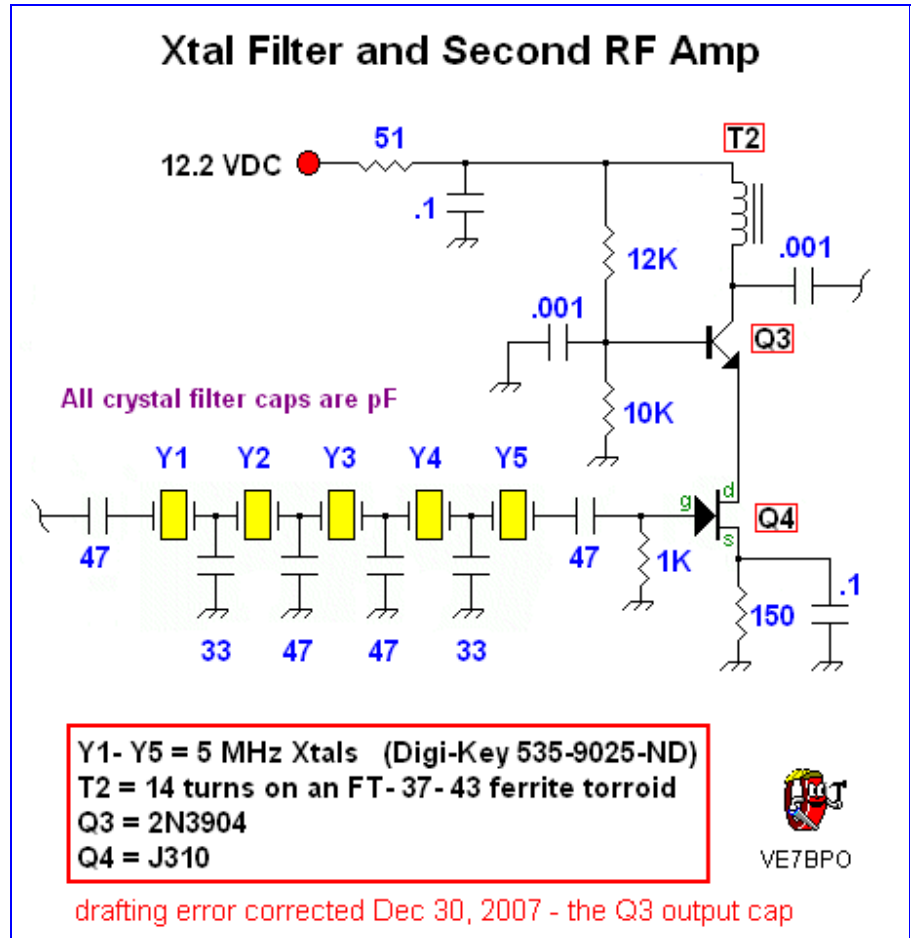 Xtal Filter and Second RF Amp
51
T2
12.2 VDC
.1
12K
.001
.001
Q3
All crystal filter caps are pF
10K
Y1 Y2 Y3 Y4 Y5
g
d
Q4
s
47
47
1K
.1
150
33 47 47 33
Y1- Y5 = 5 MHz Xtals (Digi-Key 535-9025-ND)
T2 = 14 turns on an FT- 37- 43 ferrite torroid
Q3 = 2N3904
Q4 = J310
VE7BPO
drafting error corrected Dec 30, 2007 - the Q3 output cap